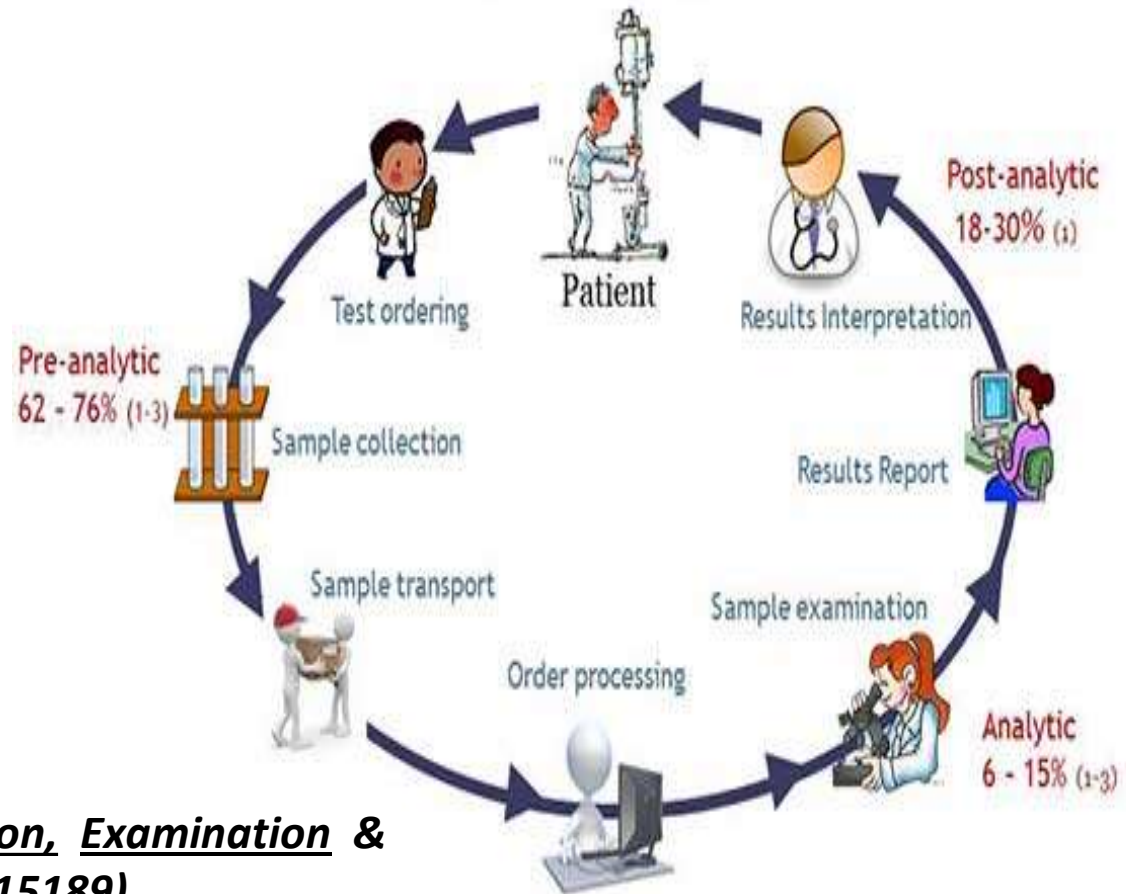 Patient
Test ordering
Results Interpretation
Post-analytic
18-30% (1)
Pre-analytic
62 - 76% (1-3)
Sample collection
Results Report
Sample transport
Sample examination
Order processing
Analytic
6 - 15% (1-3)
on, Examination &
15189)